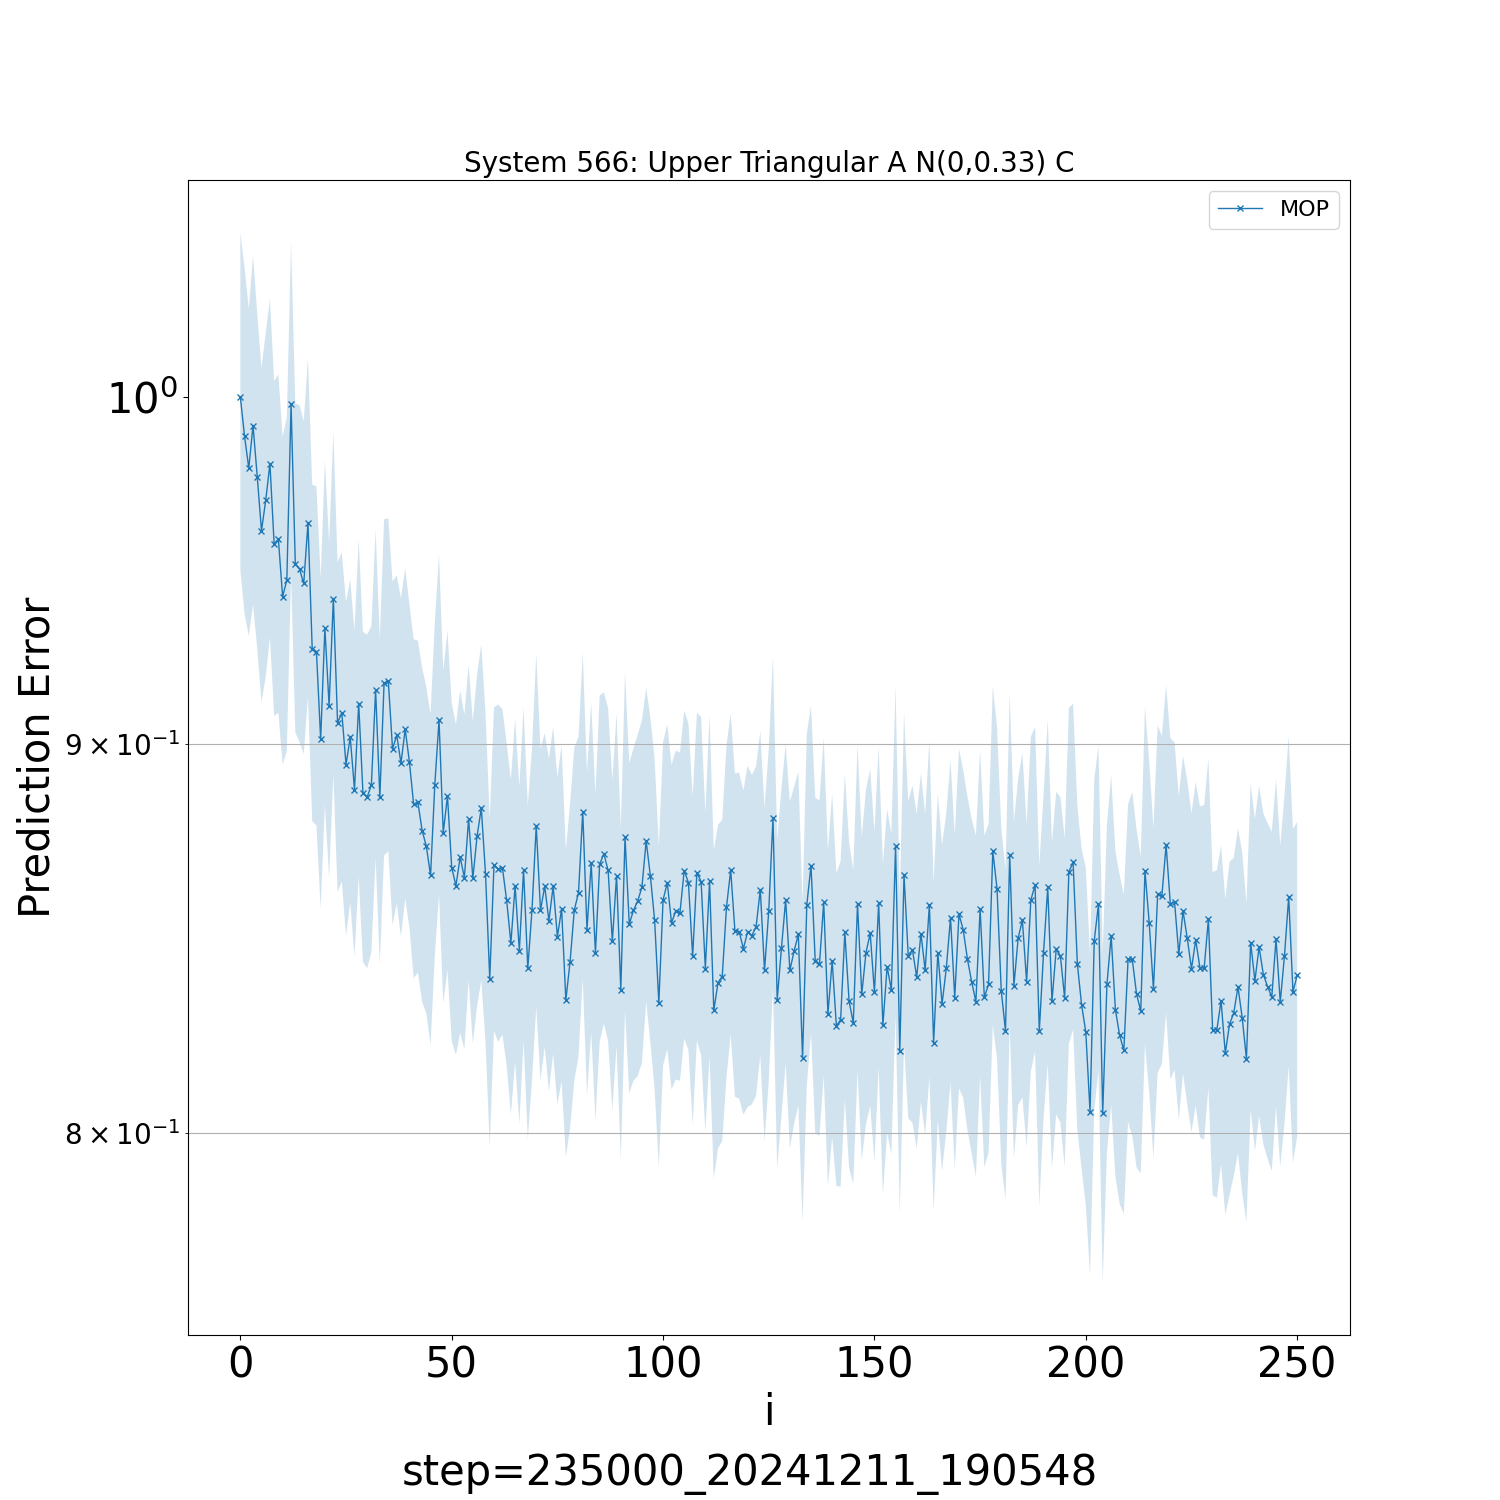 System 566: Upper Triangular A N(0,0.33) C
MOP
10⁰
9 × 10⁻¹
8 × 10⁻¹
Prediction Error
0 50 100 150 200 250
i
step=235000_20241211_190548